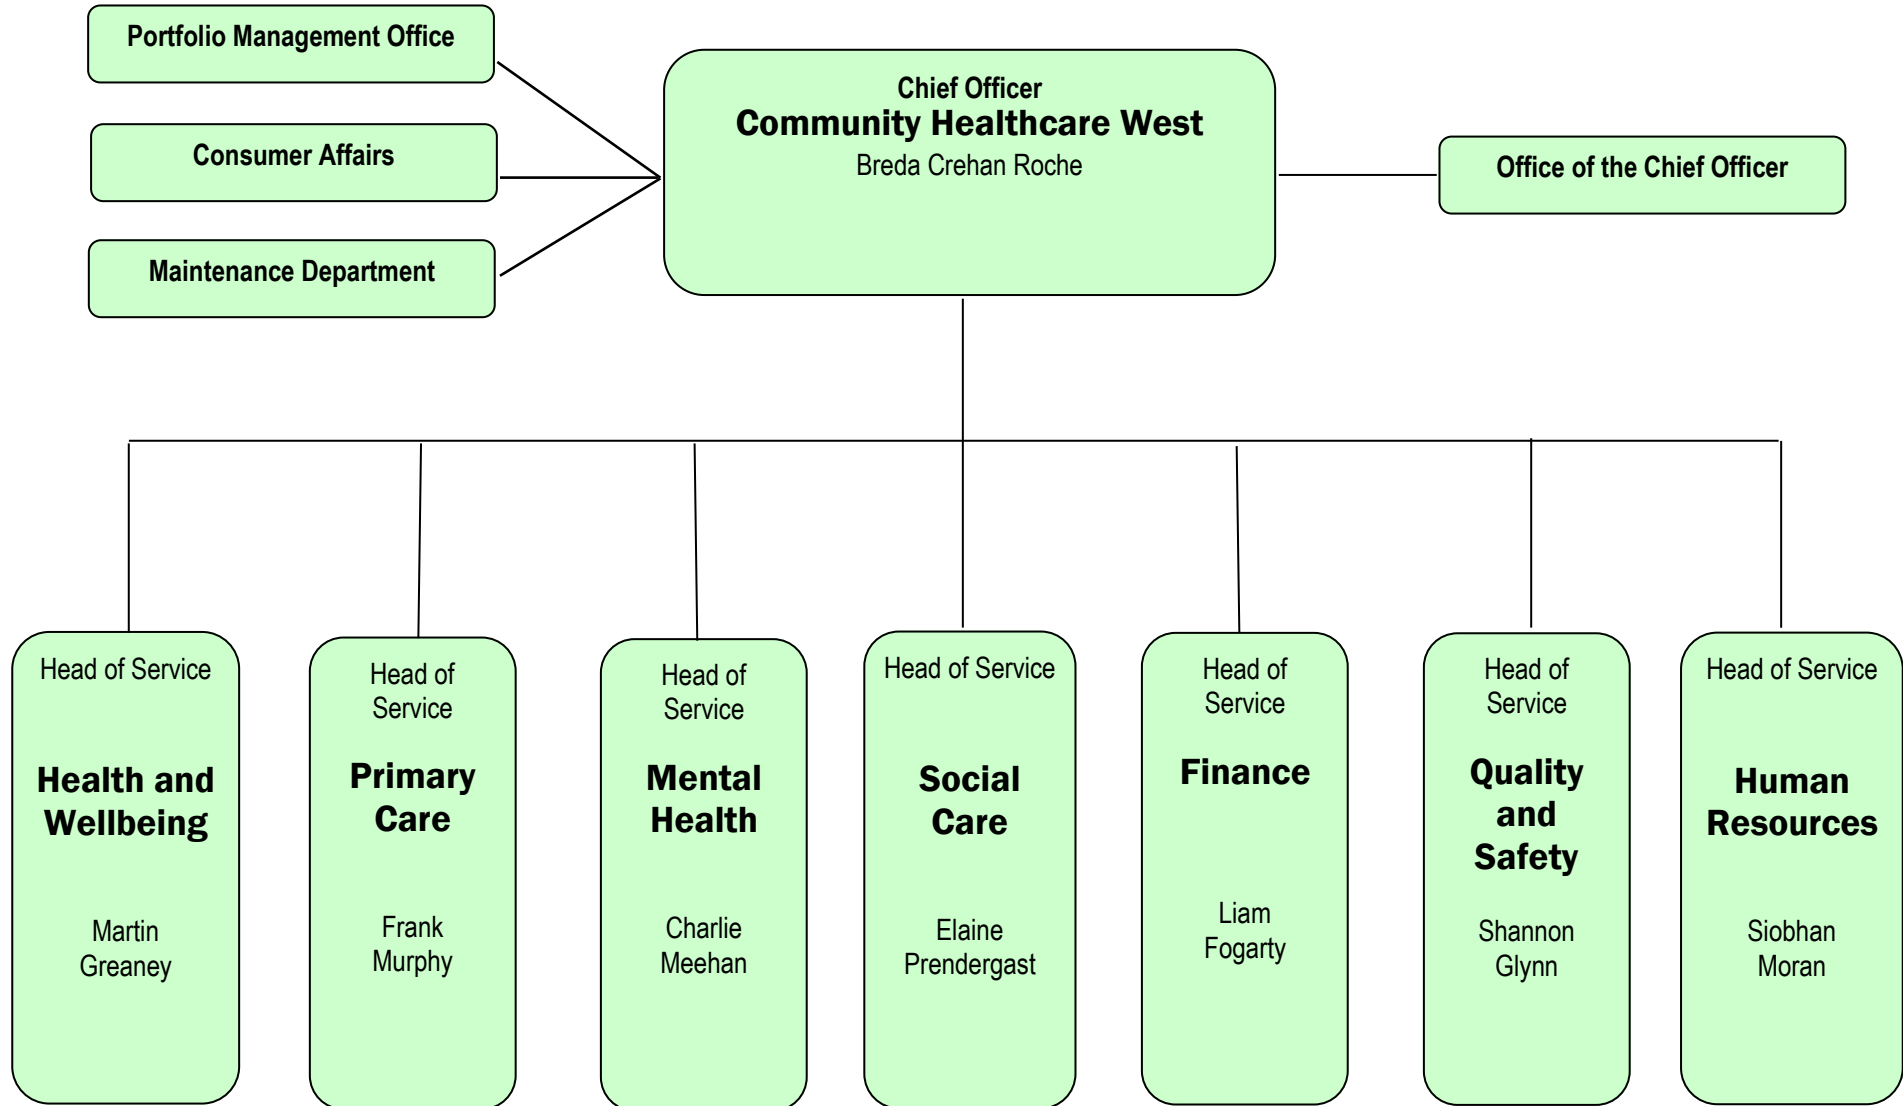 Portfolio Management Office
Consumer Affairs
Maintenance Department
Chief Officer
Community Healthcare West
Breda Crehan Roche
Office of the Chief Officer
Head of Service
Health and
Wellbeing
Martin
Greaney
Head of
Service
Primary
Care
Frank
Murphy
Head of
Service
Mental
Health
Charlie
Meehan
Head of Service
Social
Care
Elaine
Prendergast
Head of
Service
Finance
Liam
Fogarty
Head of
Service
Quality
and
Safety
Shannon
Glynn
Head of Service
Human
Resources
Siobhan
Moran